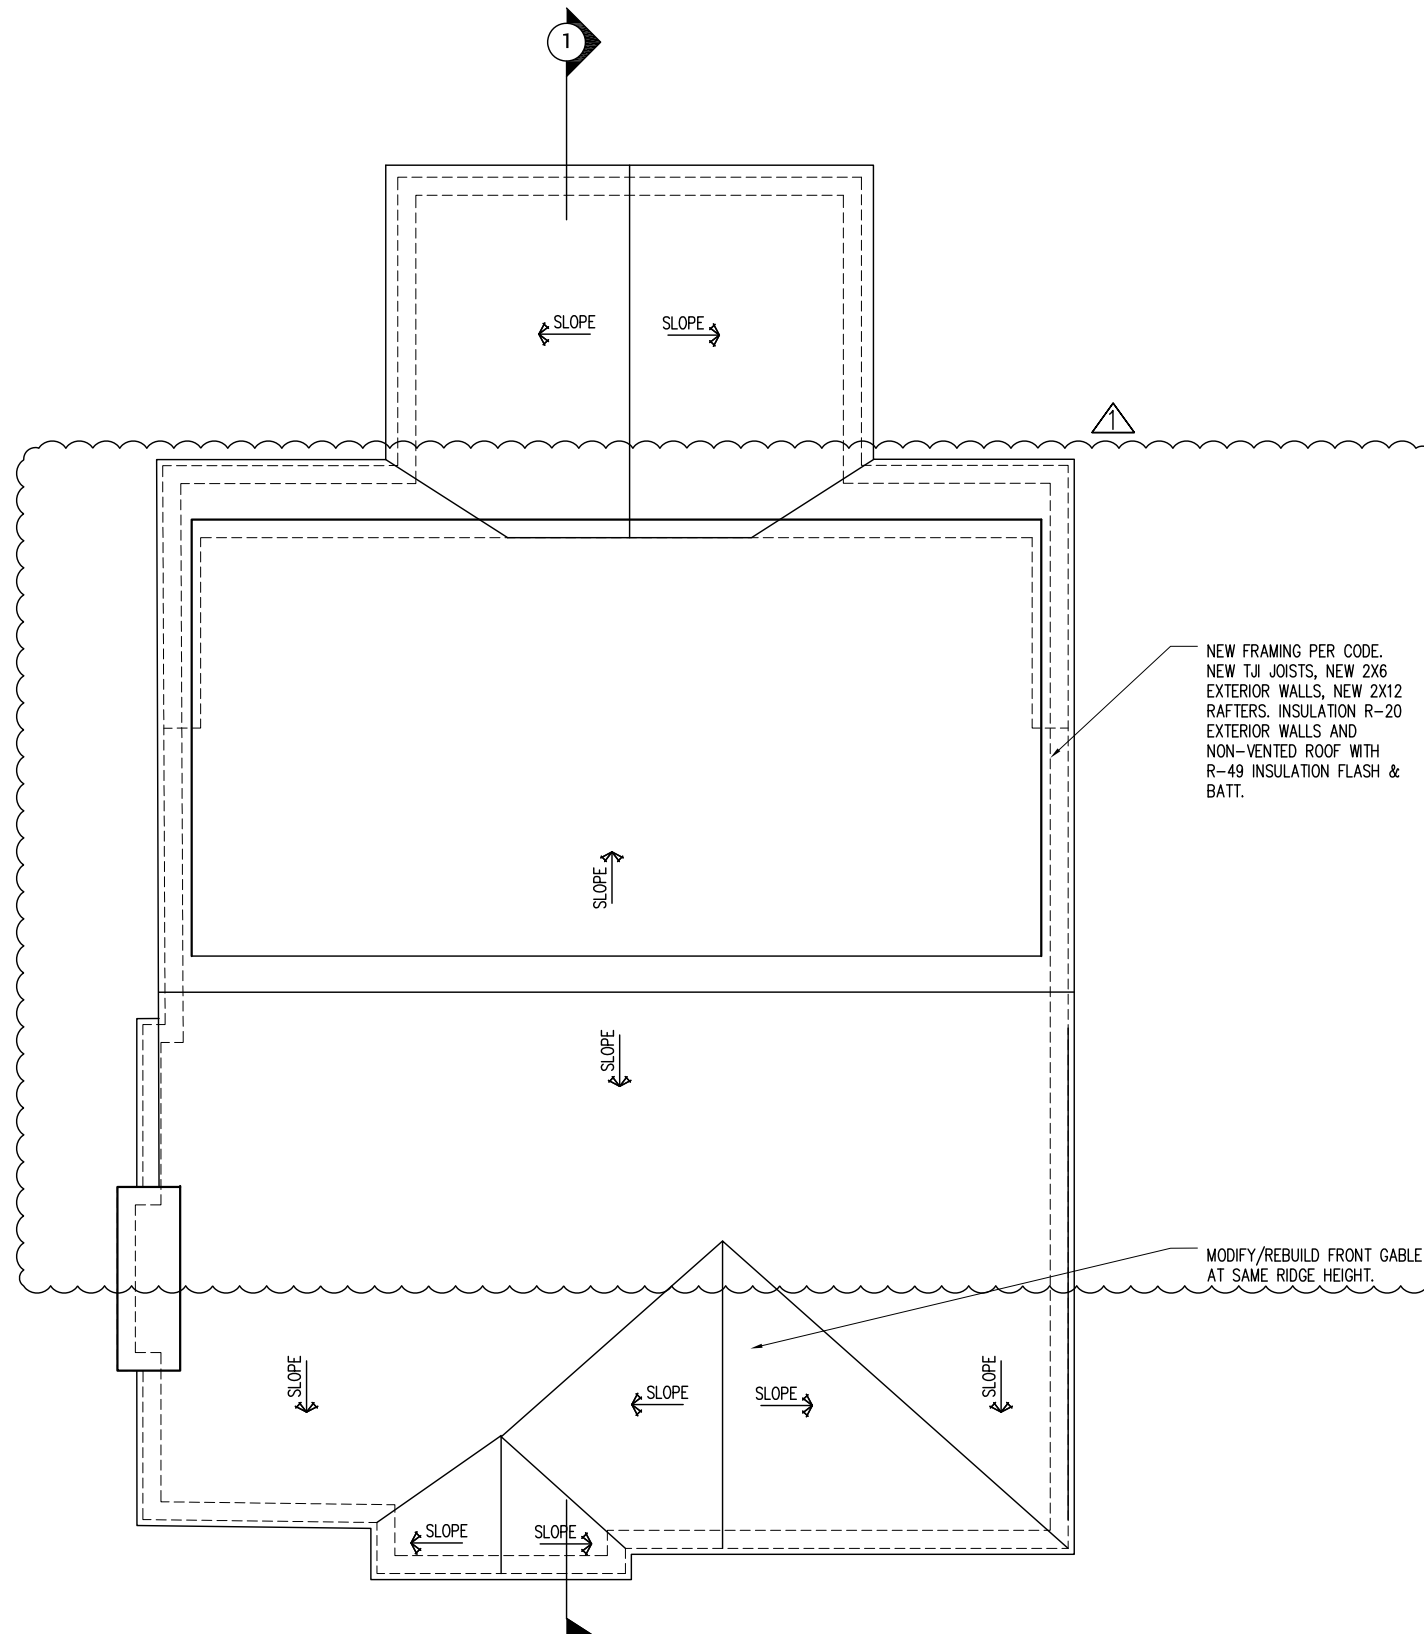 1
SLOPE
SLOPE
1
NEW FRAMING PER CODE.
NEW TJI JOISTS, NEW 2X6
EXTERIOR WALLS, NEW 2X12
RAFTERS. INSULATION R-20
EXTERIOR WALLS AND
NON-VENTED ROOF WITH
R-49 INSULATION FLASH &
BATT.
SLOPE
SLOPE
MODIFY/REBUILD FRONT GABLE
AT SAME RIDGE HEIGHT.
SLOPE
SLOPE
SLOPE
SLOPE
SLOPE
SLOPE